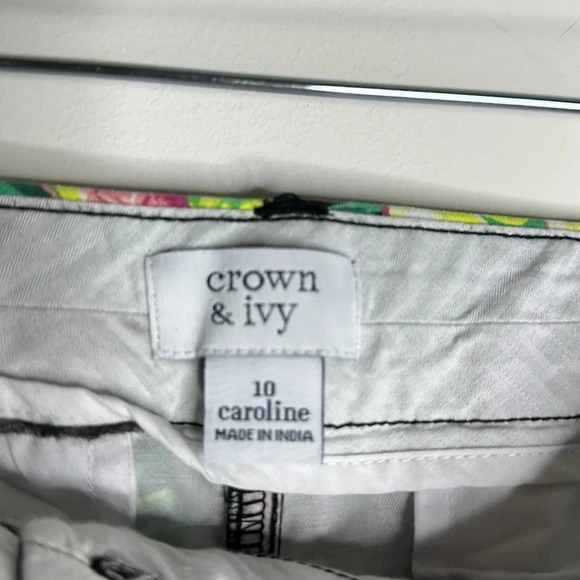 crown
& ivy
10
caroline
MADE IN INDIA